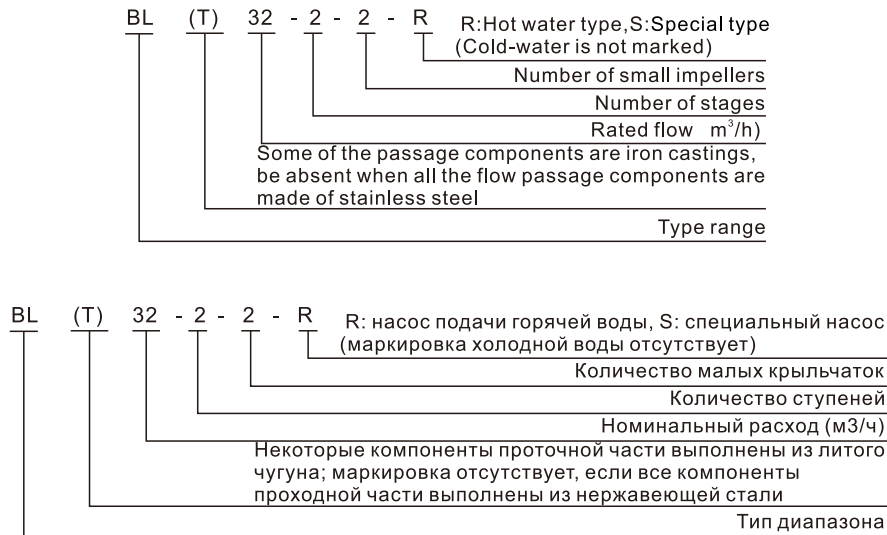 BL (T) 32 - 2 - 2 - R
R:Hot water type,S:Special type
(Cold-water is not marked)
Number of small impellers
Number of stages
Rated flow m³/h)
Some of the passage components are iron castings,
be absent when all the flow passage components are
made of stainless steel
Type range
BL (T) 32 - 2 - 2 - R
R: насос подачи горячей воды, S: специальный насос
(маркировка холодной воды отсутствует)
Количество малых крыльчаток
Количество ступеней
Номинальный расход (м3/ч)
Некоторые компоненты проточной части выполнены из литого
чугуна; маркировка отсутствует, если все компоненты
проходной части выполнены из нержавеющей стали
Тип диапазона